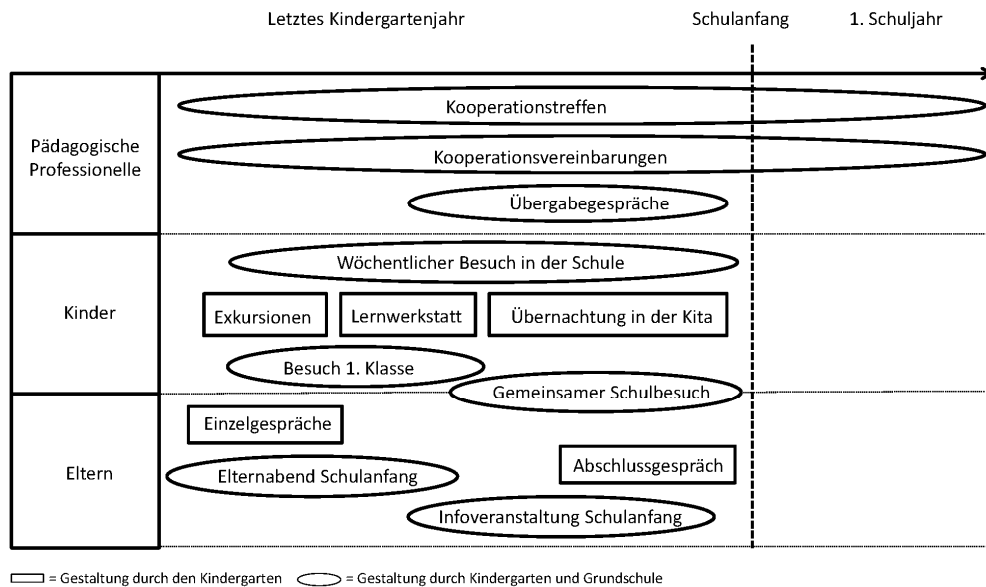 Letztes Kindergartenjahr
Schulanfang
1. Schuljahr
Pädagogische
Professionelle
Kooperationstreffen
Kooperationsvereinbarungen
Übergabegespräche
Kinder
Wöchentlicher Besuch in der Schule
Exkursionen
Lernwerkstatt
Übernachtung in der Kita
Besuch 1. Klasse
Gemeinsamer Schulbesuch
Eltern
Einzelgespräche
Abschlussgespräch
Elternabend Schulanfang
Infoveranstaltung Schulanfang
= Gestaltung durch den Kindergarten
= Gestaltung durch Kindergarten und Grundschule